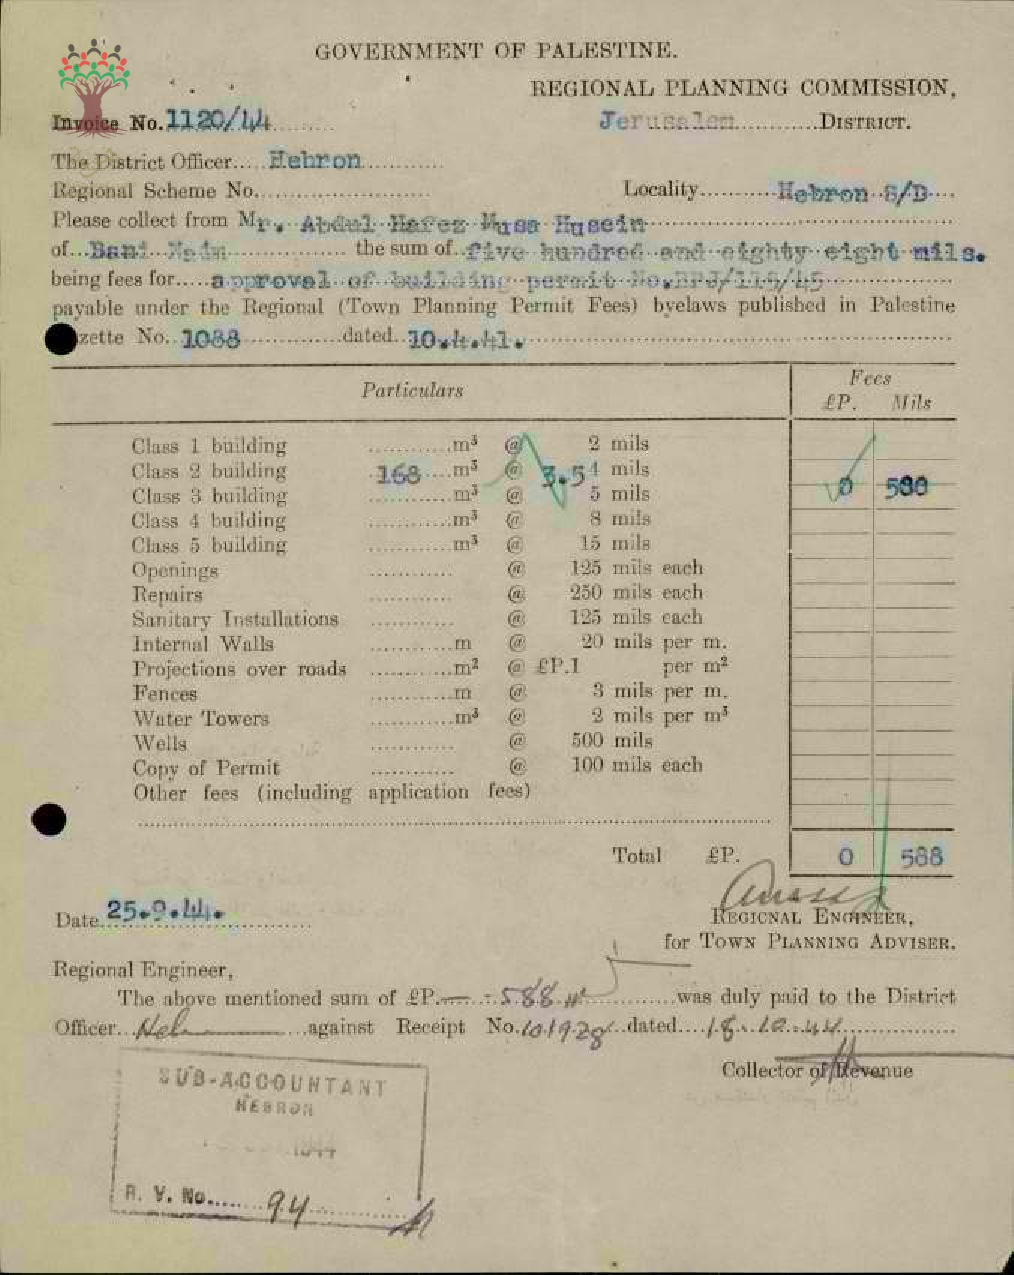 GOVERNMENT OF PALESTINE.
REGIONAL PLANNING COMMISSION,
Invoice No. 1120/44 Jerusalem DISTRICT.
The District Officer..... Hebron
Regional Scheme No. Locality Hebron S/D
Please collect from Mr. Abdul Hafez Musa Husein
of... Bani Naim the sum of five hundred and eighty eight mils.
being fees for..... approval of building permit No.
payable under the Regional (Town Planning Permit Fees) byelaws published in Palestine
zette No. 1088 dated 10.4.41.
Particulars Fees
£P. Mils
Class 1 building m³ @ 2 mils
Class 2 building 168 m³ @ 3.5 4 mils
Class 3 building m³ @ 5 mils 0 588
Class 4 building m³ @ 8 mils
Class 5 building m³ @ 15 mils
Openings @ 125 mils each
Repairs @ 250 mils each
Sanitary Installations @ 125 mils each
Internal Walls m @ 20 mils per m.
Projections over roads m² @ £P.1 per m²
Fences m @ 3 mils per m.
Water Towers m³ @ 2 mils per m³
Wells @ 500 mils
Copy of Permit @ 100 mils each
Other fees (including application fees)
Total £P. 0 588
Date 25.9.44.
REGIONAL ENGINEER,
for TOWN PLANNING ADVISER.
Regional Engineer,
The above mentioned sum of £P. 588 was duly paid to the District
Officer against Receipt No. 101928 dated 18.10.44
Collector of Revenue
SUB-ACCOUNTANT
HEBRON
1944
R. V. No. 94